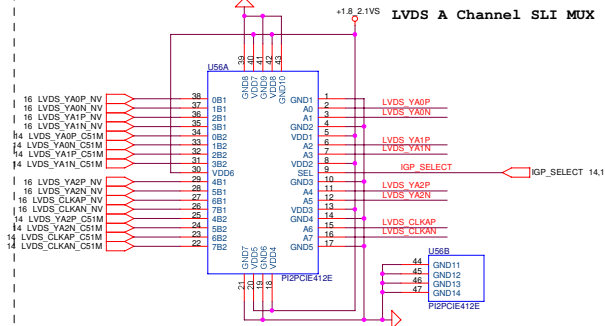 +1.8_2.1VS
LVDS A Channel SLI MUX
U56A
39 40 41 42 43
GND8 VDD7 GND9 VDD8 GND10
16 LVDS_YA0P_NV 38 0B1
16 LVDS_YA0N_NV 37 1B1
16 LVDS_YA1P_NV 36 2B1
16 LVDS_YA1N_NV 35 3B1
14 LVDS_YA0P_C51M 34 0B2
14 LVDS_YA0N_C51M 33 1B2
14 LVDS_YA1P_C51M 32 2B2
14 LVDS_YA1N_C51M 31 3B2
30 VDD6
16 LVDS_YA2P_NV 29 4B1
16 LVDS_YA2N_NV 28 5B1
16 LVDS_CLKAP_NV 27 6B1
16 LVDS_CLKAN_NV 26 7B1
14 LVDS_YA2P_C51M 25 4B2
14 LVDS_YA2N_C51M 24 5B2
14 LVDS_CLKAP_C51M 23 6B2
14 LVDS_CLKAN_C51M 22 7B2
GND1 1
A0 2 LVDS_YA0P
A1 3 LVDS_YA0N
GND2 4
VDD1 5
A2 6 LVDS_YA1P
A3 7 LVDS_YA1N
VDD2 8
SEL 9 IGP_SELECT
IGP_SELECT 14,1
GND3 10
A4 11 LVDS_YA2P
A5 12 LVDS_YA2N
VDD3 13
GND4 14
A6 15 LVDS_CLKAP
A7 16 LVDS_CLKAN
GND5 17
GND7 VDD5 GND6 VDD4
21 20 19 18
PI2PCIE412E
U56B
44 GND11
45 GND12
46 GND13
47 GND14
PI2PCIE412E